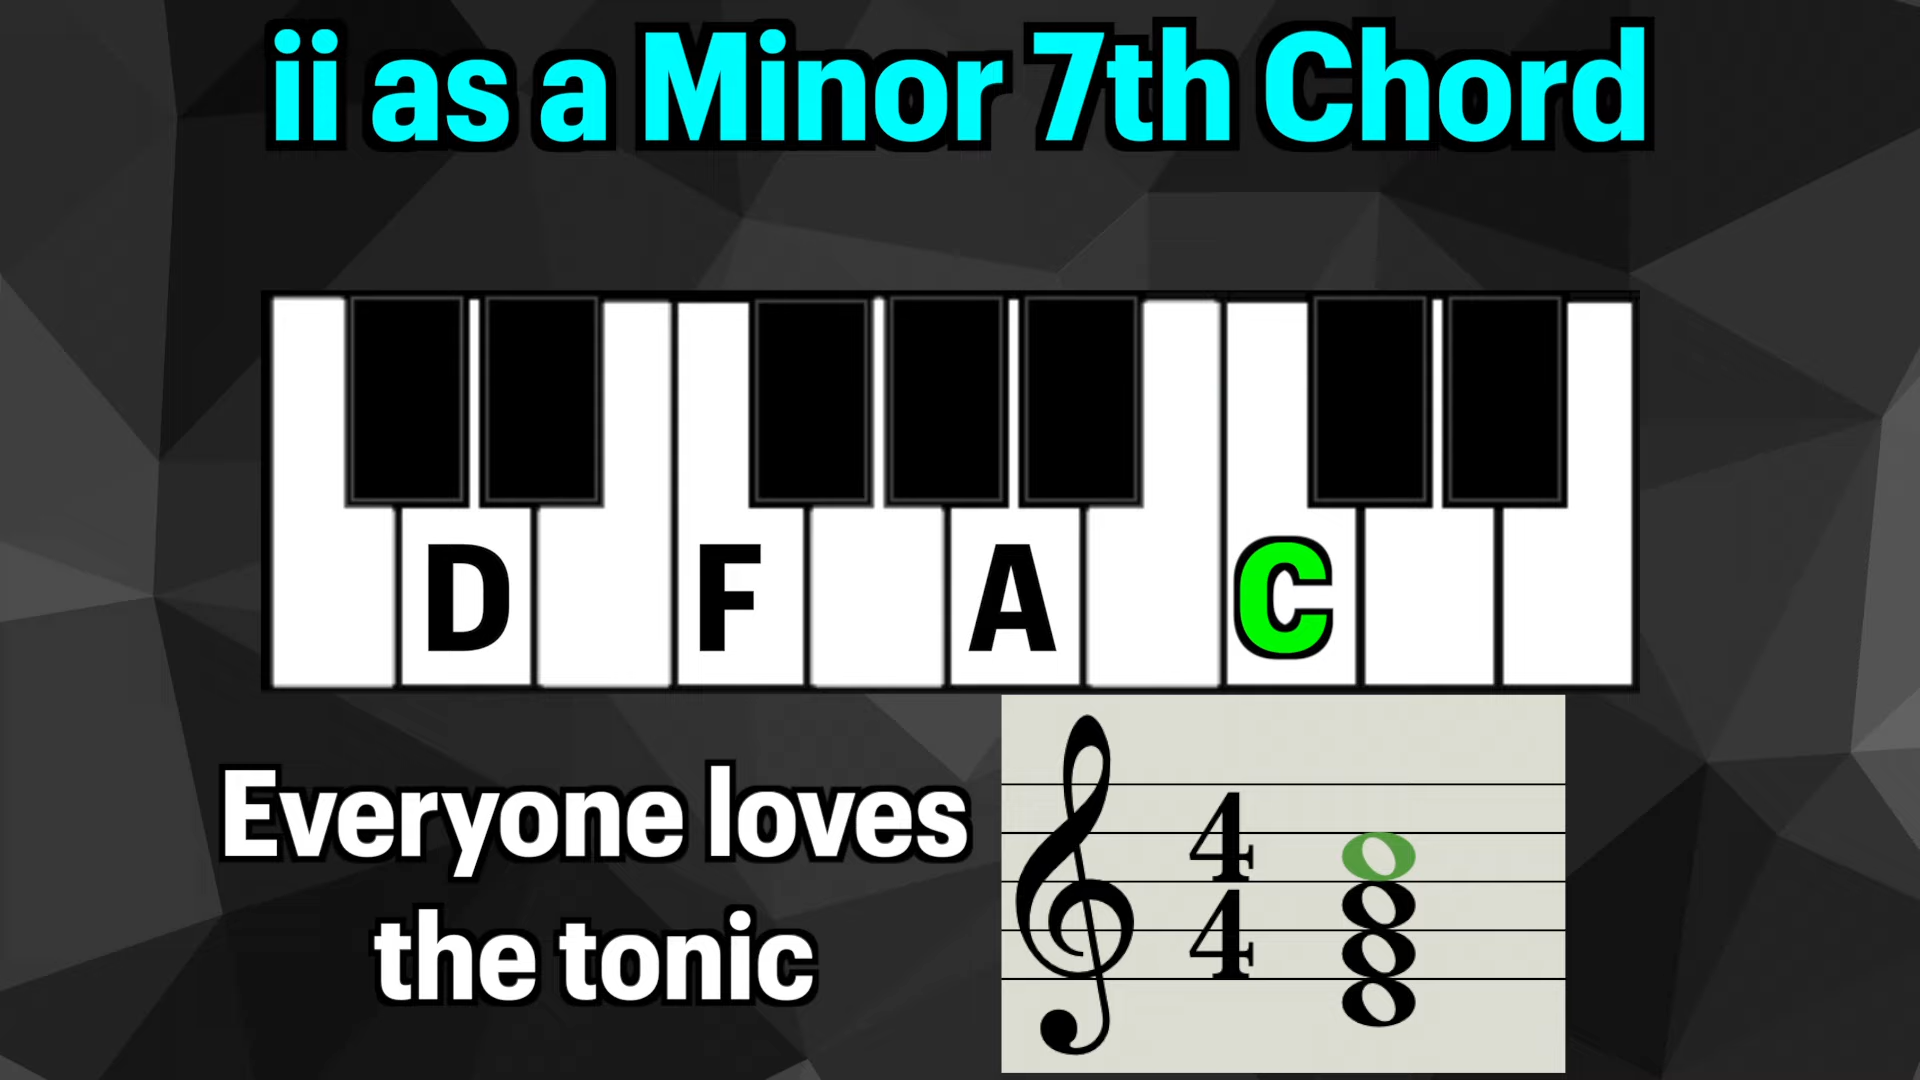 ii as a Minor 7th Chord
D F A C
Everyone loves
the tonic
4
4